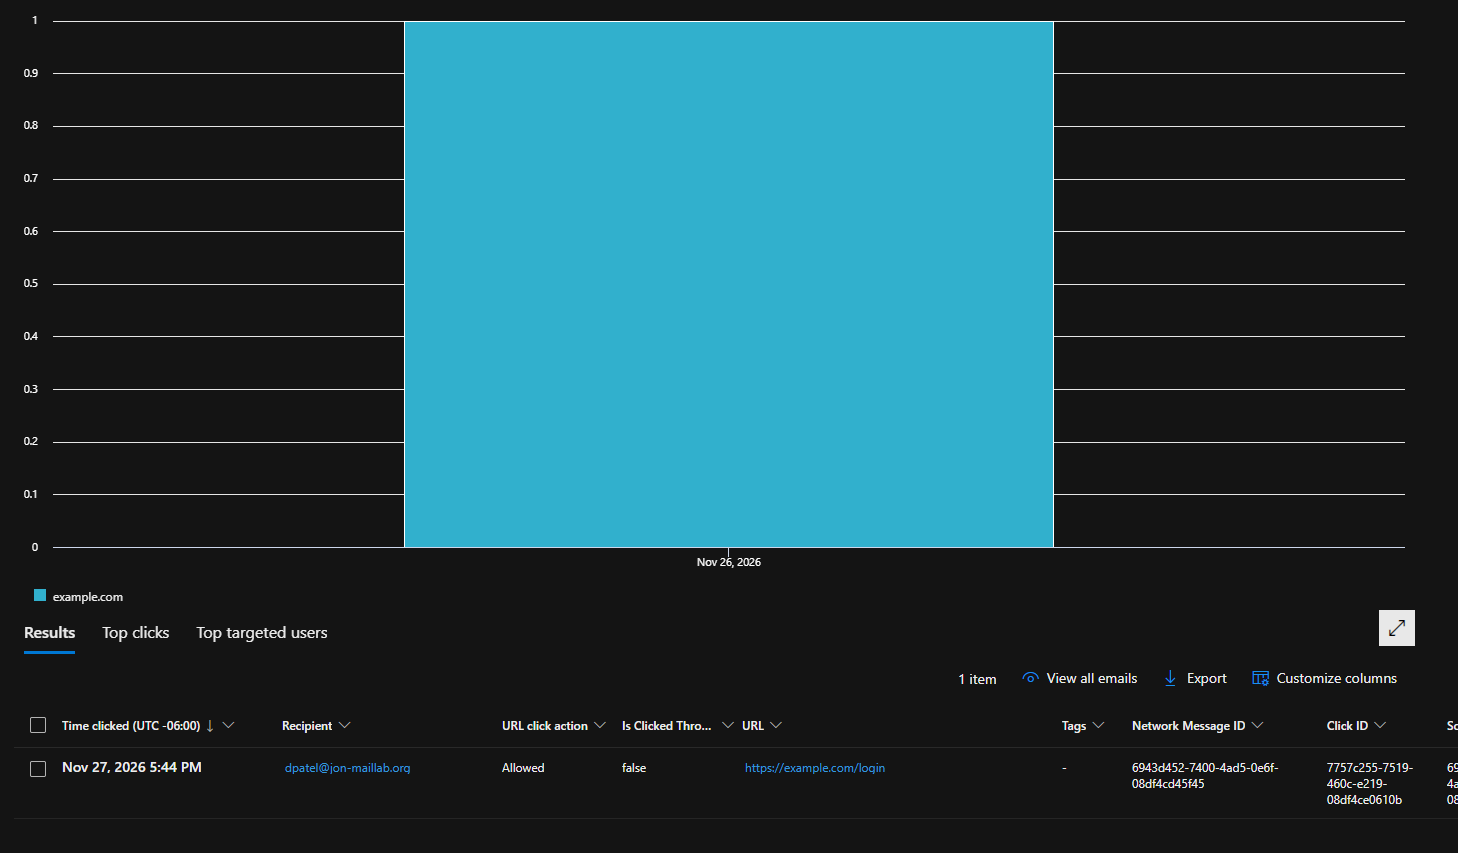 1
0.9
0.8
0.7
0.6
0.5
0.4
0.3
0.2
0.1
0
Nov 26, 2026
example.com
Results Top clicks Top targeted users
1 item View all emails Export Customize columns
Time clicked (UTC -06:00) ↓ Recipient URL click action Is Clicked Thro... URL Tags Network Message ID Click ID
Nov 27, 2026 5:44 PM dpatel@jon-maillab.org Allowed false https://example.com/login - 6943d452-7400-4ad5-0e6f- 7757c255-7519-
08df4cd45f45 460c-e219-
08df4ce0610b